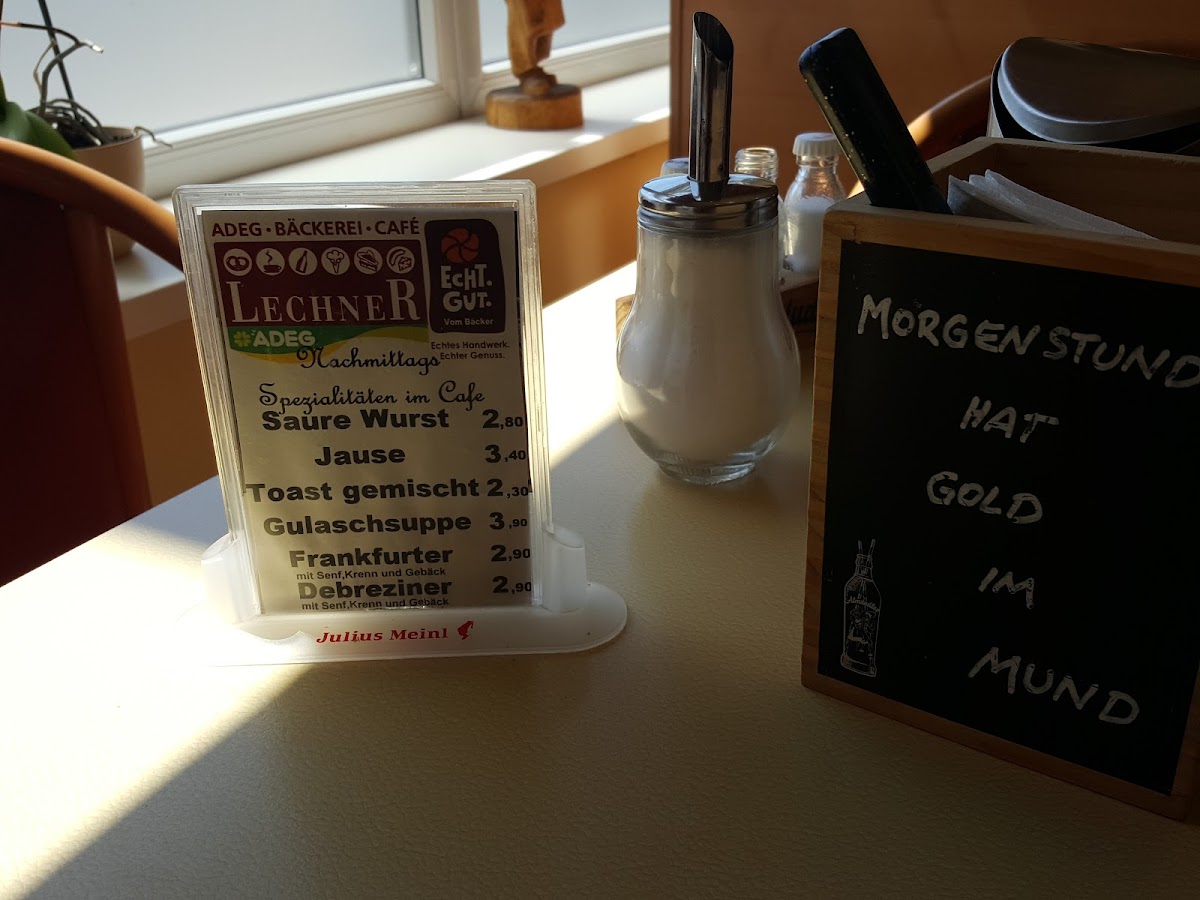 ADEG · BÄCKEREI · CAFÉ
LECHNER
ADEG
ECHT.
GUT.
Vom Bäcker
Echtes Handwerk.
Echter Genuss.
Nachmittags
Spezialitäten im Cafe
Saure Wurst 2,80
Jause 3,40
Toast gemischt 2,30
Gulaschsuppe 3,90
Frankfurter 2,90
mit Senf,Krenn und Gebäck
Debreziner 2,90
mit Senf,Krenn und Gebäck
Julius Meinl
MORGENSTUND
HAT
GOLD
IM
MUND